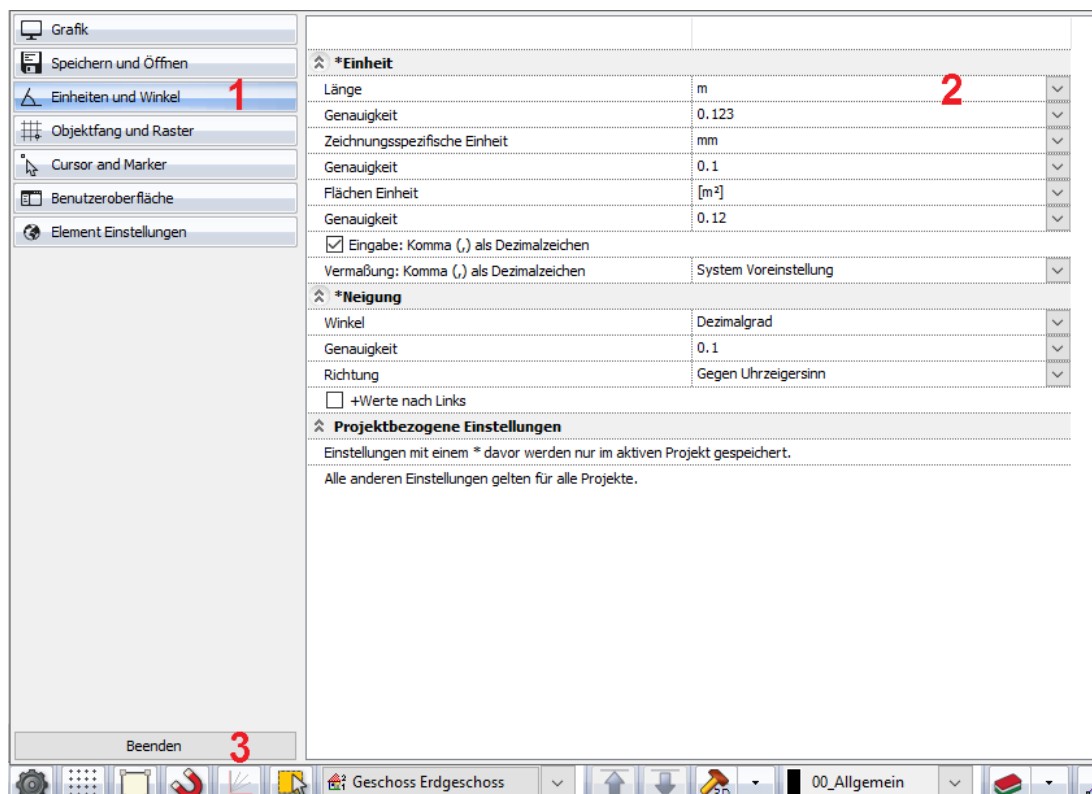 Grafik
Speichern und Öffnen
Einheiten und Winkel 1
Objektfang und Raster
Cursor and Marker
Benutzeroberfläche
Element Einstellungen
*Einheit
Länge m 2
Genauigkeit 0.123
Zeichnungsspezifische Einheit mm
Genauigkeit 0.1
Flächen Einheit [m²]
Genauigkeit 0.12
Eingabe: Komma (,) als Dezimalzeichen
Vermaßung: Komma (,) als Dezimalzeichen System Voreinstellung
*Neigung
Winkel Dezimalgrad
Genauigkeit 0.1
Richtung Gegen Uhrzeigersinn
+Werte nach Links
Projektbezogene Einstellungen
Einstellungen mit einem * davor werden nur im aktiven Projekt gespeichert.
Alle anderen Einstellungen gelten für alle Projekte.
Beenden 3
Geschoss Erdgeschoss 3D 00_Allgemein